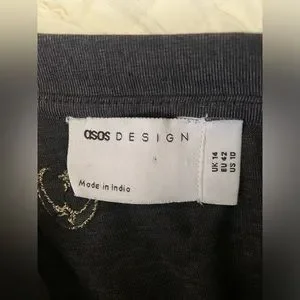 asos DESIGN
Made in India
UK 14
EU 42
US 10